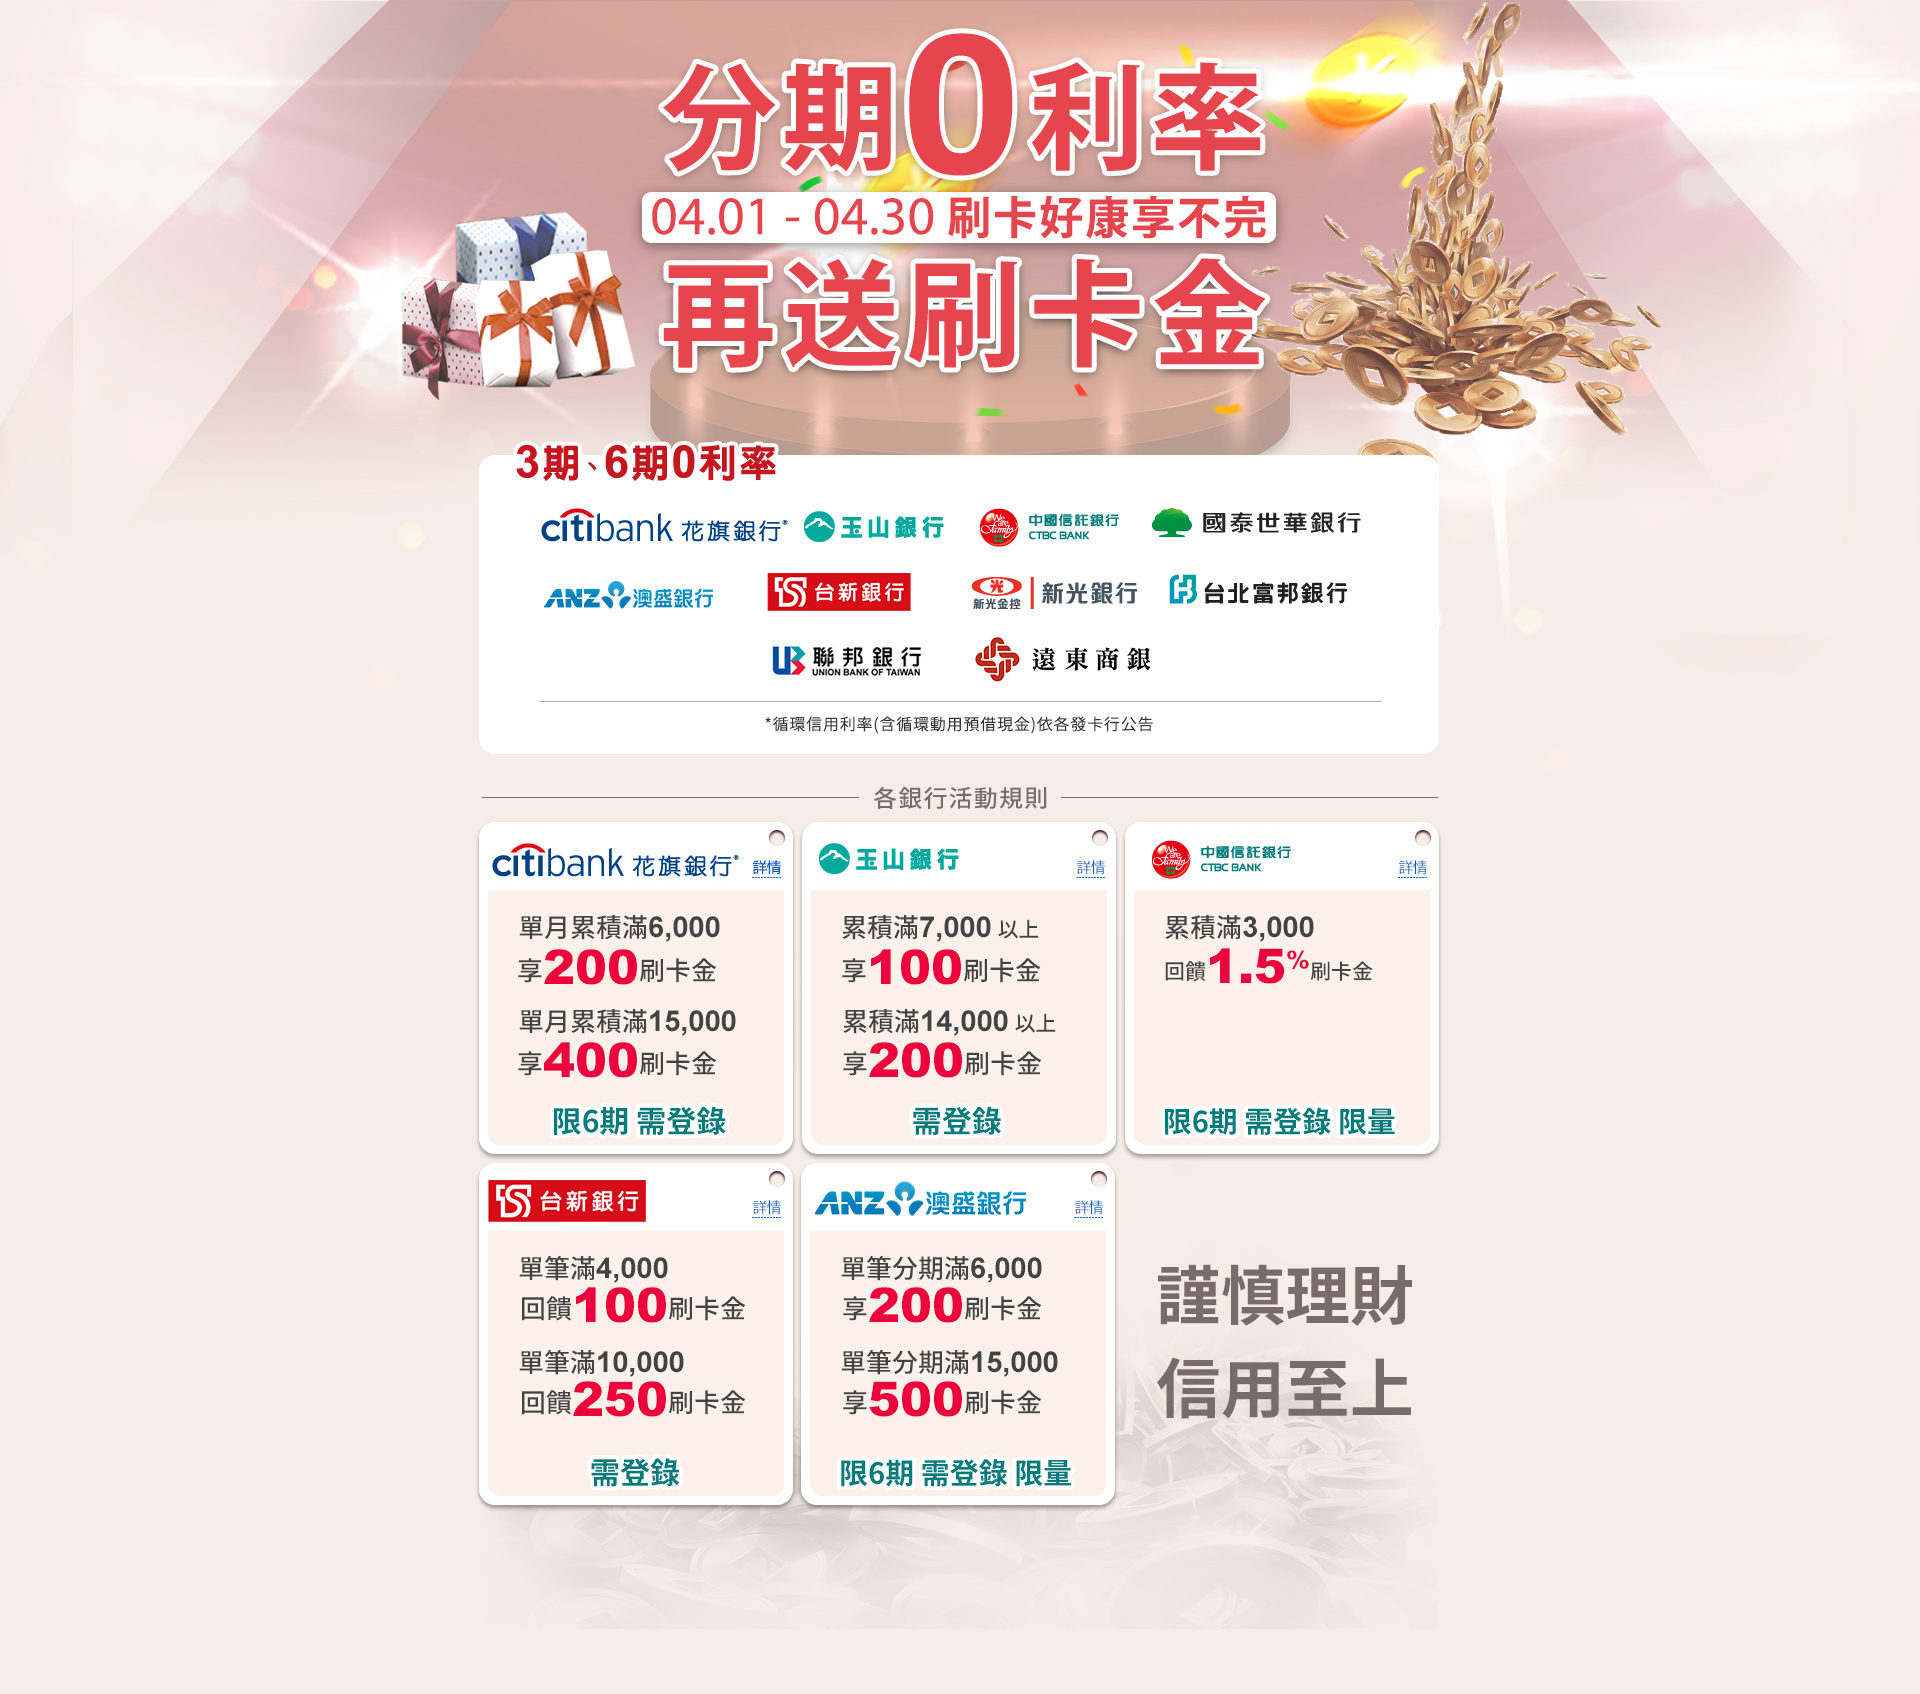 分期0利率
04.01 - 04.30 刷卡好康享不完
再送刷卡金
3期、6期0利率
citibank 花旗銀行®
玉山銀行
We are Family
中國信託銀行
CTBC BANK
國泰世華銀行
ANZ 澳盛銀行
台新銀行
光
新光金控
新光銀行
台北富邦銀行
聯邦銀行
UNION BANK OF TAIWAN
遠東商銀
*循環信用利率(含循環動用預借現金)依各發卡行公告
各銀行活動規則
citibank 花旗銀行® 詳情
單月累積滿6,000
享200刷卡金
單月累積滿15,000
享400刷卡金
限6期 需登錄
玉山銀行 詳情
累積滿7,000 以上
享100刷卡金
累積滿14,000 以上
享200刷卡金
需登錄
We are Family
中國信託銀行
CTBC BANK
詳情
累積滿3,000
回饋1.5%刷卡金
限6期 需登錄 限量
台新銀行 詳情
單筆滿4,000
回饋100刷卡金
單筆滿10,000
回饋250刷卡金
需登錄
ANZ 澳盛銀行 詳情
單筆分期滿6,000
享200刷卡金
單筆分期滿15,000
享500刷卡金
限6期 需登錄 限量
謹慎理財
信用至上